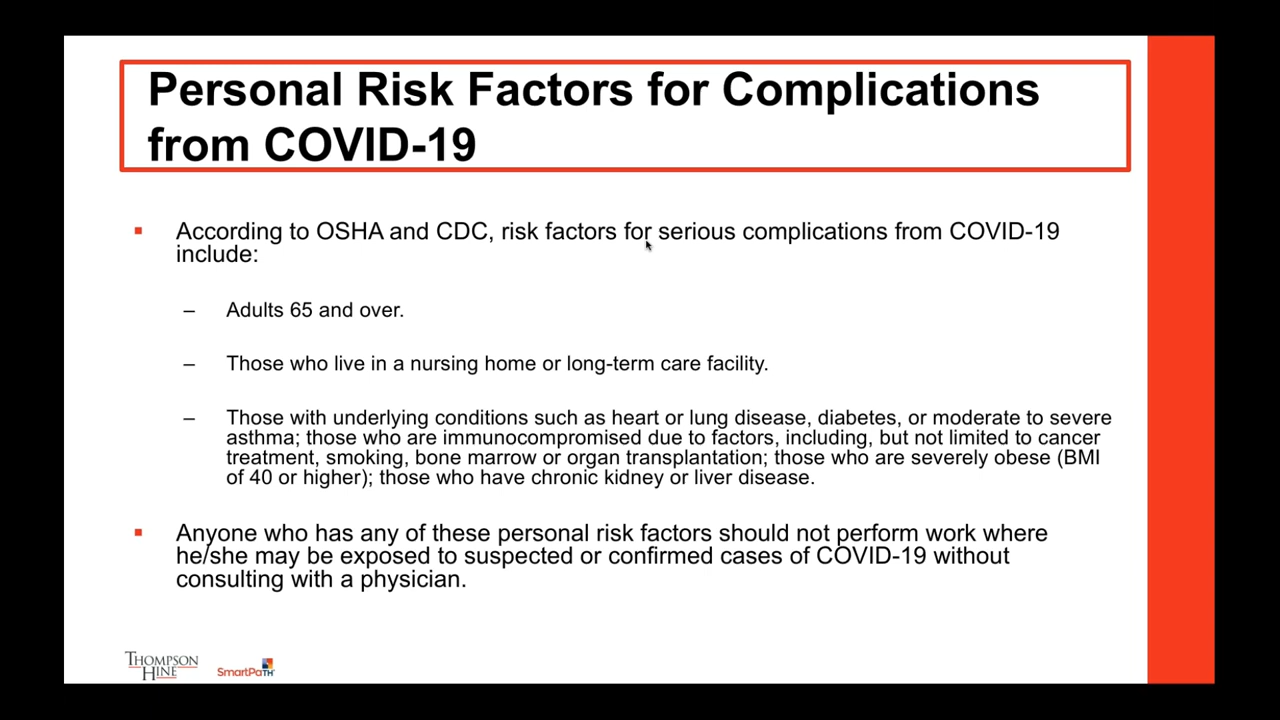 Personal Risk Factors for Complications
from COVID-19
▪ According to OSHA and CDC, risk factors for serious complications from COVID-19
include:
– Adults 65 and over.
– Those who live in a nursing home or long-term care facility.
– Those with underlying conditions such as heart or lung disease, diabetes, or moderate to severe
asthma; those who are immunocompromised due to factors, including, but not limited to cancer
treatment, smoking, bone marrow or organ transplantation; those who are severely obese (BMI
of 40 or higher); those who have chronic kidney or liver disease.
▪ Anyone who has any of these personal risk factors should not perform work where
he/she may be exposed to suspected or confirmed cases of COVID-19 without
consulting with a physician.
THOMPSON
HINE
SmartPaTH